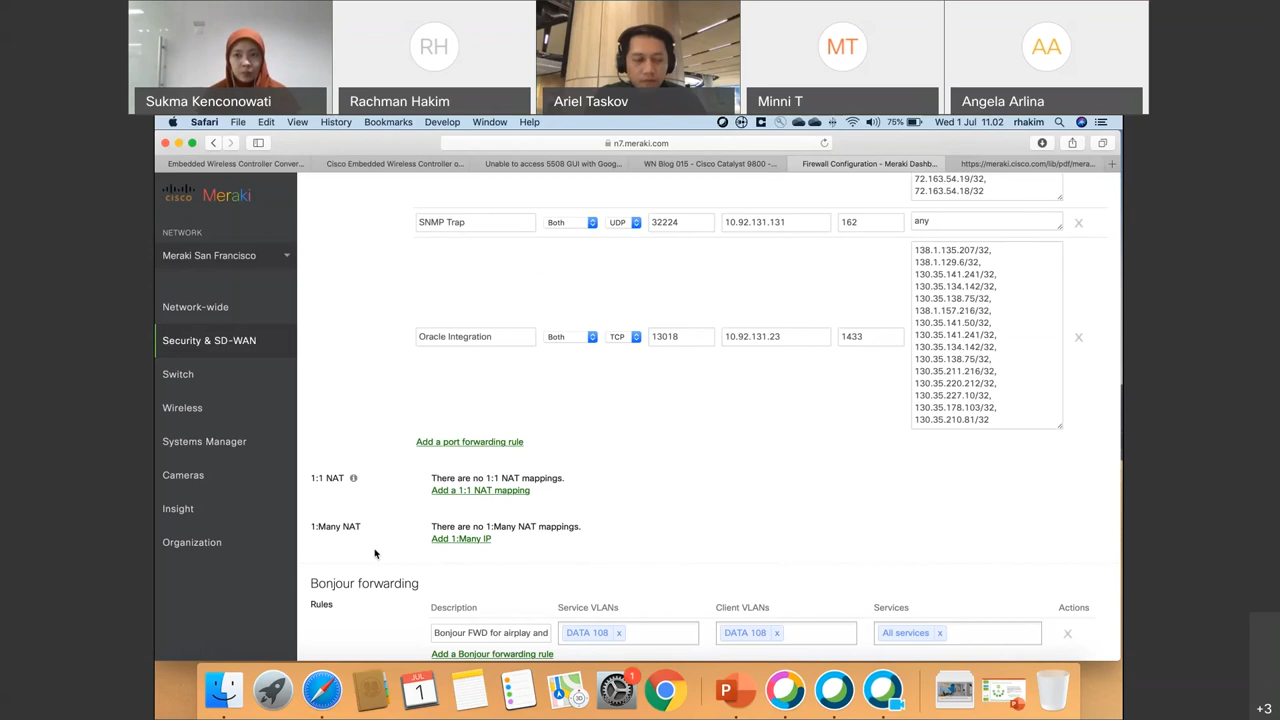 RH
MT
AA
Sukma Kenconowati
Rachman Hakim
Ariel Taskov
Minni T
Angela Arlina
Safari File Edit View History Bookmarks Develop Window Help
75% Wed 1 Jul 11.02 rhakim
n7.meraki.com
Embedded Wireless Controller Conver...
Cisco Embedded Wireless Controller o...
Unable to access 5508 GUI with Goog...
WN Blog 015 – Cisco Catalyst 9800 –...
Firewall Configuration - Meraki Dashb...
https://meraki.cisco.com/lib/pdf/mera...
CISCO Meraki
NETWORK
Meraki San Francisco
Network-wide
Security & SD-WAN
Switch
Wireless
Systems Manager
Cameras
Insight
Organization
72.163.54.19/32,
72.163.54.18/32
SNMP Trap Both UDP 32224 10.92.131.131 162 any X
138.1.135.207/32,
138.1.129.6/32,
130.35.141.241/32,
130.35.134.142/32,
130.35.138.75/32,
138.1.157.216/32,
130.35.141.50/32,
130.35.141.241/32,
130.35.134.142/32,
130.35.138.75/32,
130.35.211.216/32,
130.35.220.212/32,
130.35.227.10/32,
130.35.178.103/32,
130.35.210.81/32
Oracle Integration Both TCP 13018 10.92.131.23 1433 X
Add a port forwarding rule
1:1 NAT There are no 1:1 NAT mappings.
Add a 1:1 NAT mapping
1:Many NAT There are no 1:Many NAT mappings.
Add 1:Many IP
Bonjour forwarding
Rules Description Service VLANs Client VLANs Services Actions
Bonjour FWD for airplay and DATA 108 x DATA 108 x All services x X
Add a Bonjour forwarding rule
JUL
1
3D
1
+3